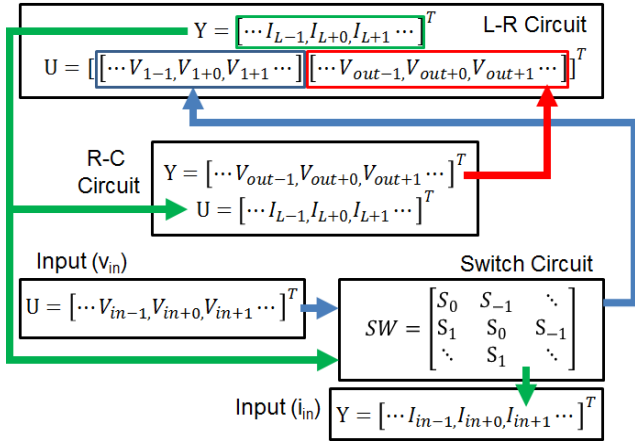 Y = [⋯ I_{L−1}, I_{L+0}, I_{L+1} ⋯]^T L-R Circuit
U = [[⋯ V_{1−1}, V_{1+0}, V_{1+1} ⋯] [⋯ V_{out−1}, V_{out+0}, V_{out+1} ⋯]]^T
R-C
Circuit
Y = [⋯ V_{out−1}, V_{out+0}, V_{out+1} ⋯]^T
U = [⋯ I_{L−1}, I_{L+0}, I_{L+1} ⋯]^T
Input (v_{in})
U = [⋯ V_{in−1}, V_{in+0}, V_{in+1} ⋯]^T
Switch Circuit
S_0 S_{−1} ⋱
SW = [S_1 S_0 S_{−1}]
⋱ S_1 ⋱
Input (i_{in})
Y = [⋯ I_{in−1}, I_{in+0}, I_{in+1} ⋯]^T